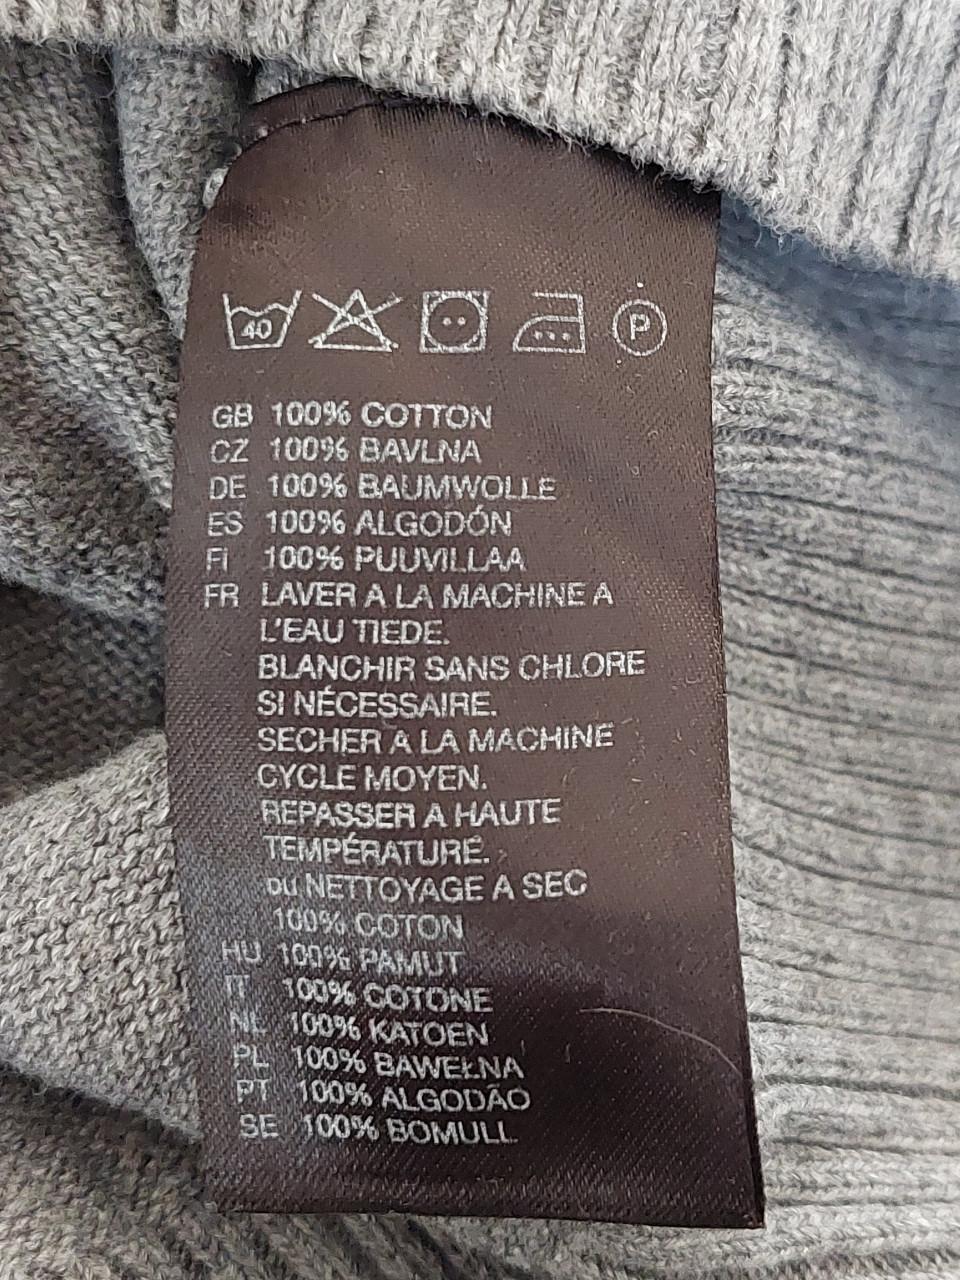 40 P
GB 100% COTTON
CZ 100% BAVLNA
DE 100% BAUMWOLLE
ES 100% ALGODÓN
FI 100% PUUVILLAA
FR LAVER A LA MACHINE A
L'EAU TIEDE.
BLANCHIR SANS CHLORE
SI NÉCESSAIRE.
SECHER A LA MACHINE
CYCLE MOYEN.
REPASSER A HAUTE
TEMPÉRATURE.
ou NETTOYAGE A SEC
100% COTON
HU 100% PAMUT
IT 100% COTONE
NL 100% KATOEN
PL 100% BAWEŁNA
PT 100% ALGODÃO
SE 100% BOMULL